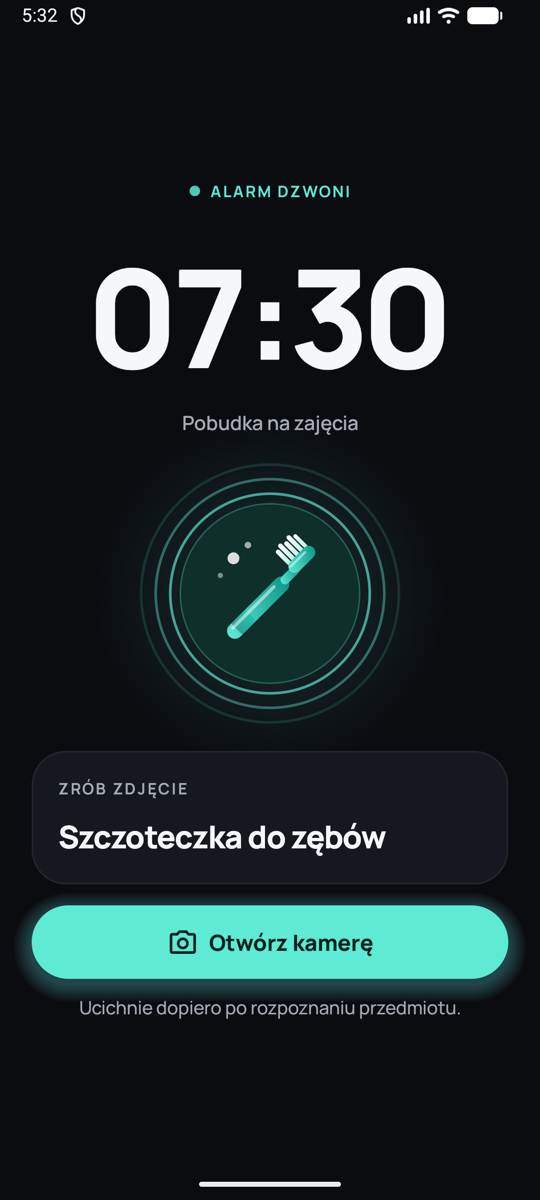 5:32
ALARM DZWONI
07:30
Pobudka na zajęcia
ZRÓB ZDJĘCIE
Szczoteczka do zębów
Otwórz kamerę
Ucichnie dopiero po rozpoznaniu przedmiotu.